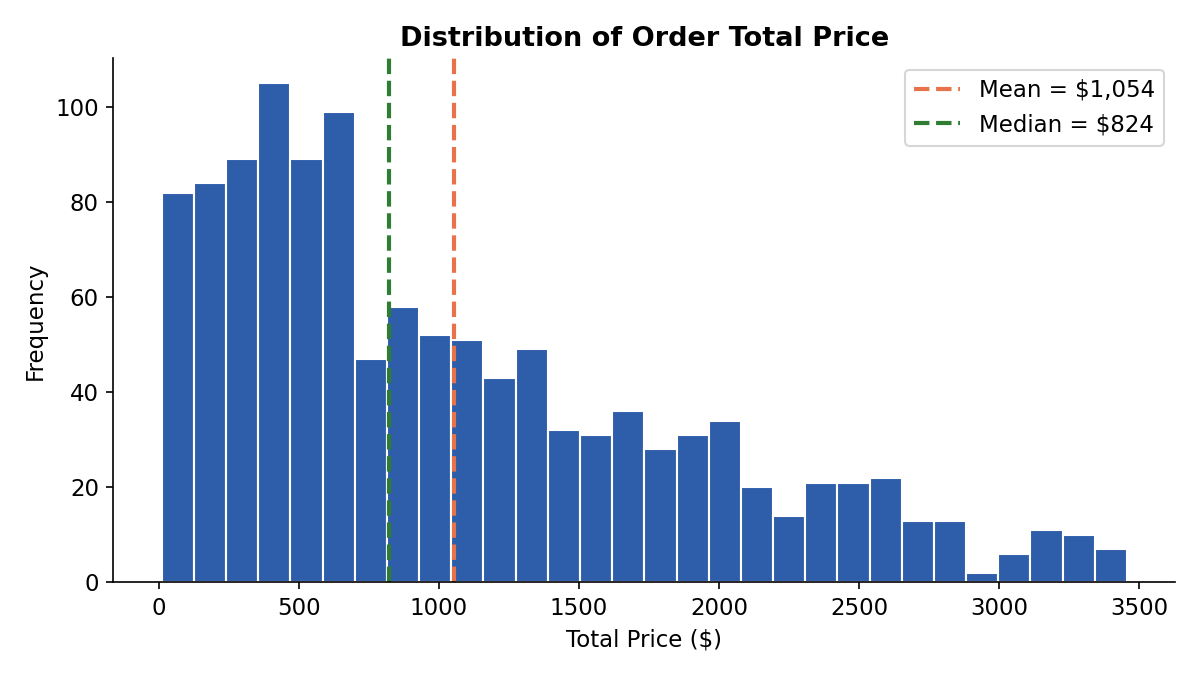 Distribution of Order Total Price
Mean = $1,054
Median = $824
Frequency
100
80
60
40
20
0
0 500 1000 1500 2000 2500 3000 3500
Total Price ($)